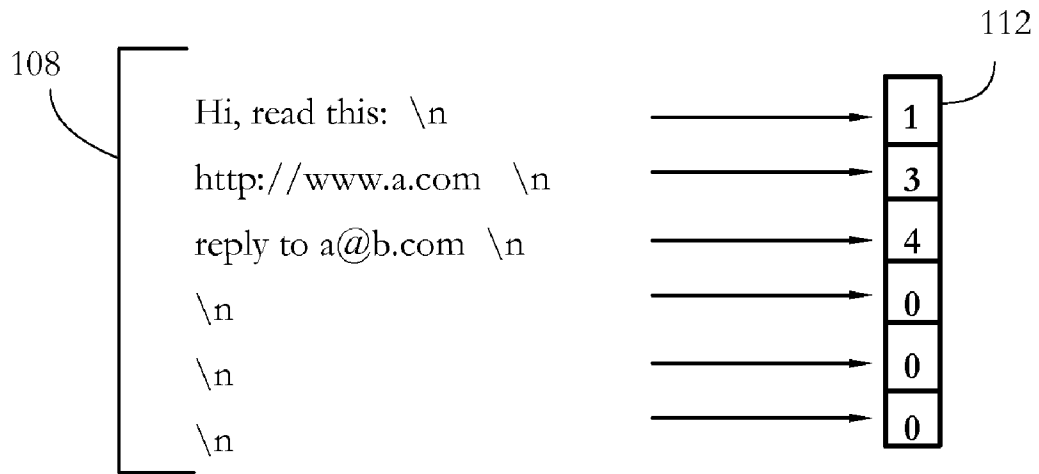 112
108
Hi, read this: \n 1
http://www.a.com \n 3
reply to a@b.com \n 4
\n 0
\n 0
\n 0